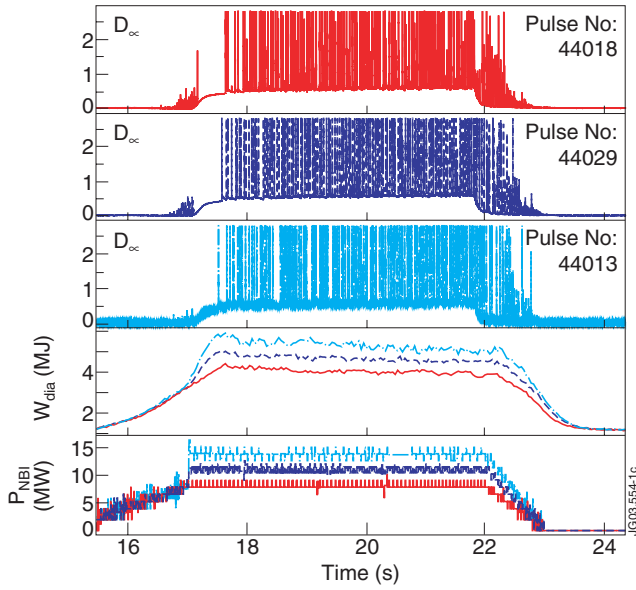 D∝ Pulse No:
44018
2
1
0
D∝ Pulse No:
44029
2
1
0
D∝ Pulse No:
44013
2
1
0
W_dia (MJ)
4
2
P_NBI
(MW)
15
10
5
0
16 18 20 22 24
Time (s)
JG03.554-1c